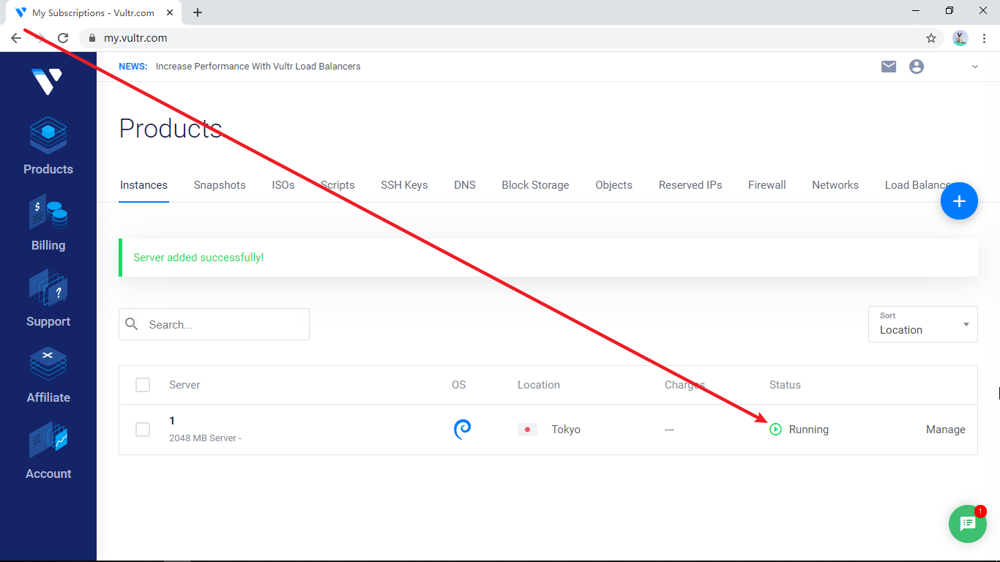 My Subscriptions - Vultr.com
my.vultr.com
NEWS: Increase Performance With Vultr Load Balancers
Products
Products
Instances Snapshots ISOs Scripts SSH Keys DNS Block Storage Objects Reserved IPs Firewall Networks Load Balancers
Billing
Server added successfully!
Support
Search...
Sort
Location
Affiliate
Server OS Location Charges Status
1
2048 MB Server -
Tokyo
---
Running
Manage
Account
1